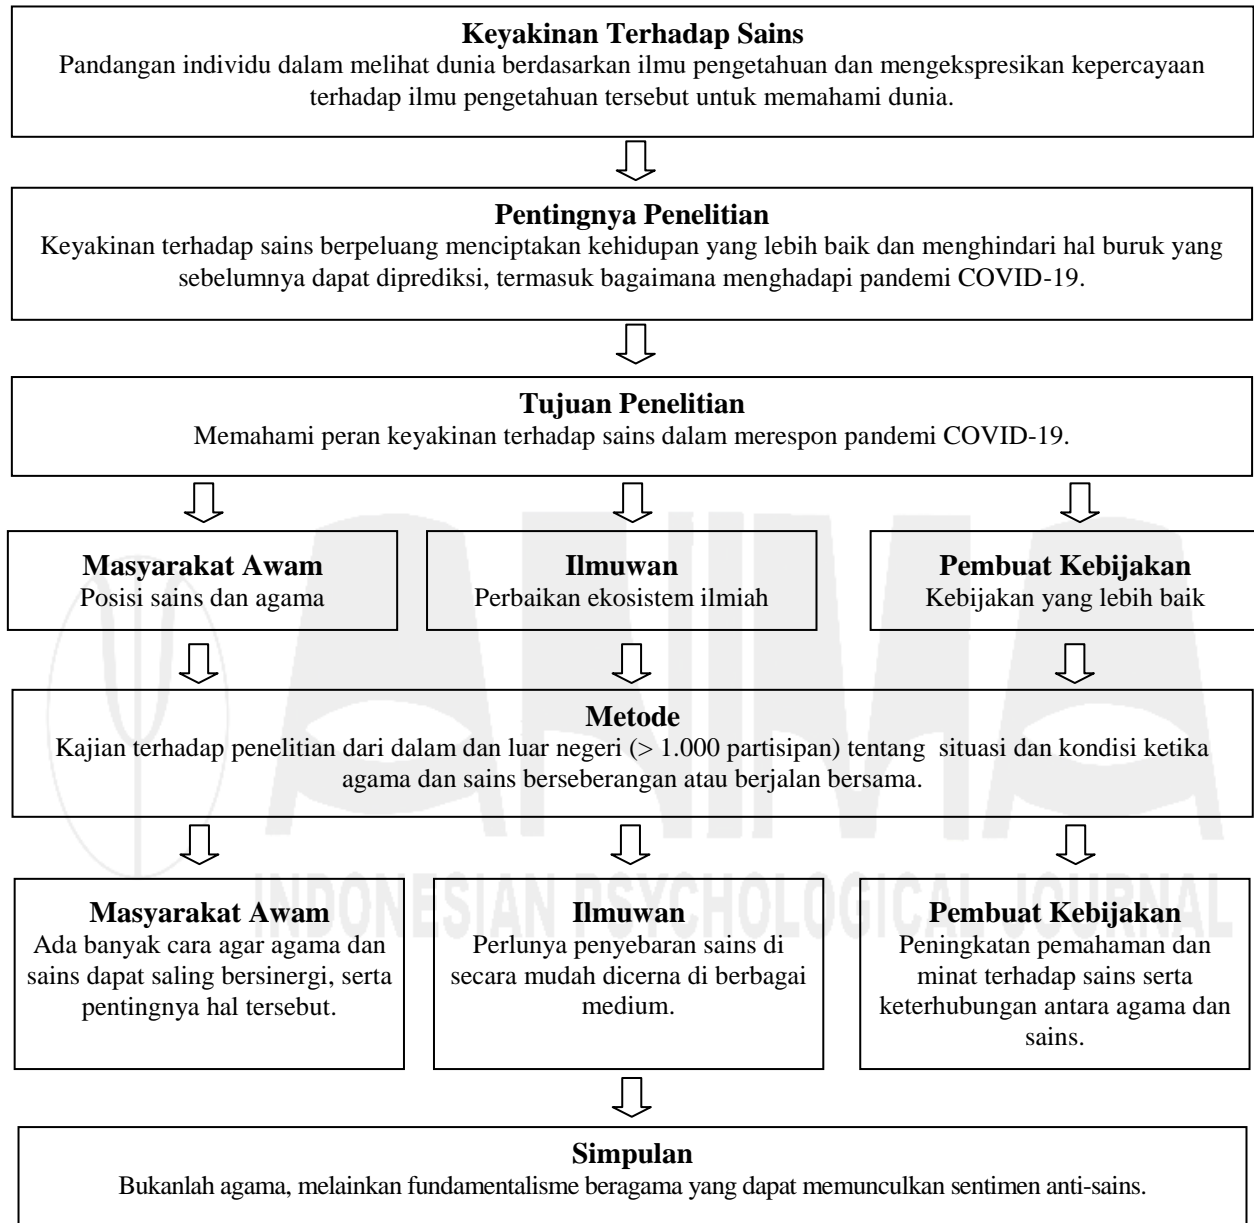 Keyakinan Terhadap Sains
Pandangan individu dalam melihat dunia berdasarkan ilmu pengetahuan dan mengekspresikan kepercayaan
terhadap ilmu pengetahuan tersebut untuk memahami dunia.
Pentingnya Penelitian
Keyakinan terhadap sains berpeluang menciptakan kehidupan yang lebih baik dan menghindari hal buruk yang
sebelumnya dapat diprediksi, termasuk bagaimana menghadapi pandemi COVID-19.
Tujuan Penelitian
Memahami peran keyakinan terhadap sains dalam merespon pandemi COVID-19.
Masyarakat Awam
Posisi sains dan agama
Ilmuwan
Perbaikan ekosistem ilmiah
Pembuat Kebijakan
Kebijakan yang lebih baik
Metode
Kajian terhadap penelitian dari dalam dan luar negeri (> 1.000 partisipan) tentang situasi dan kondisi ketika
agama dan sains berseberangan atau berjalan bersama.
Masyarakat Awam
Ada banyak cara agar agama dan
sains dapat saling bersinergi, serta
pentingnya hal tersebut.
Ilmuwan
Perlunya penyebaran sains di
secara mudah dicerna di berbagai
medium.
Pembuat Kebijakan
Peningkatan pemahaman dan
minat terhadap sains serta
keterhubungan antara agama dan
sains.
Simpulan
Bukanlah agama, melainkan fundamentalisme beragama yang dapat memunculkan sentimen anti-sains.
ANIMA
INDONESIAN PSYCHOLOGICAL JOURNAL